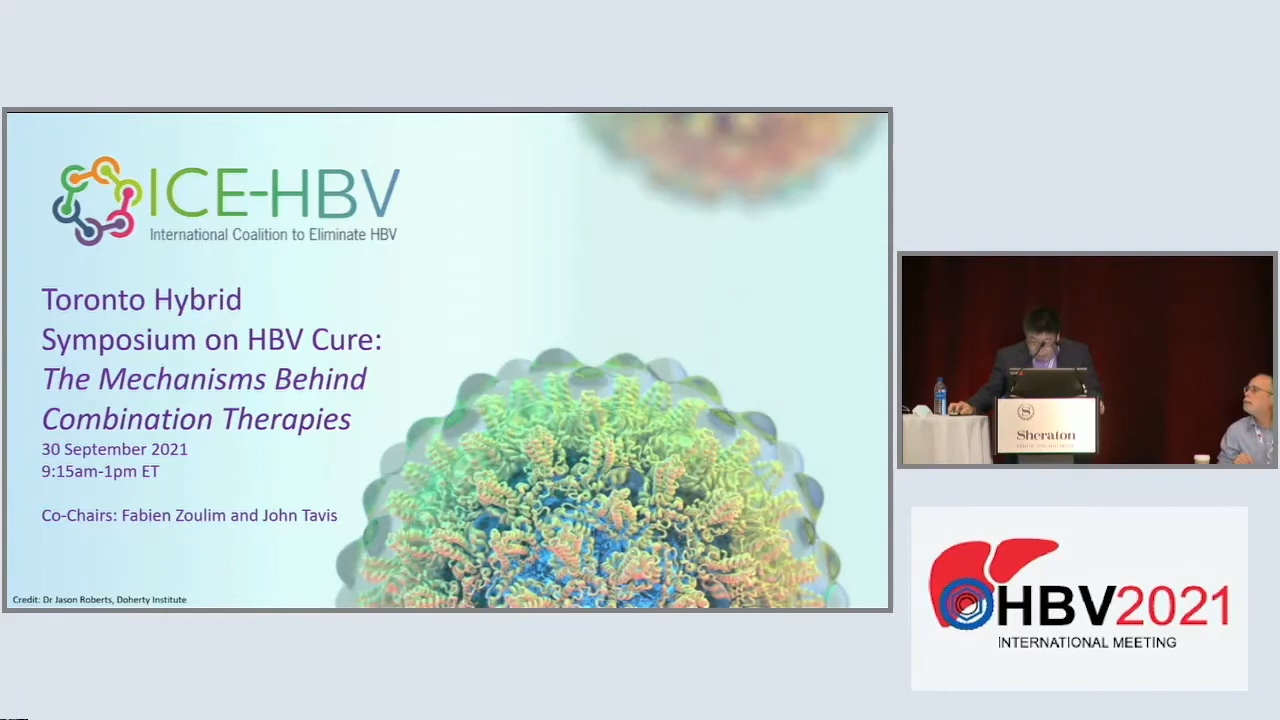 ICE-HBV
International Coalition to Eliminate HBV
Toronto Hybrid
Symposium on HBV Cure:
The Mechanisms Behind
Combination Therapies
30 September 2021
9:15am-1pm ET
Co-Chairs: Fabien Zoulim and John Tavis
Credit: Dr Jason Roberts, Doherty Institute
S
Sheraton
HBV2021
INTERNATIONAL MEETING